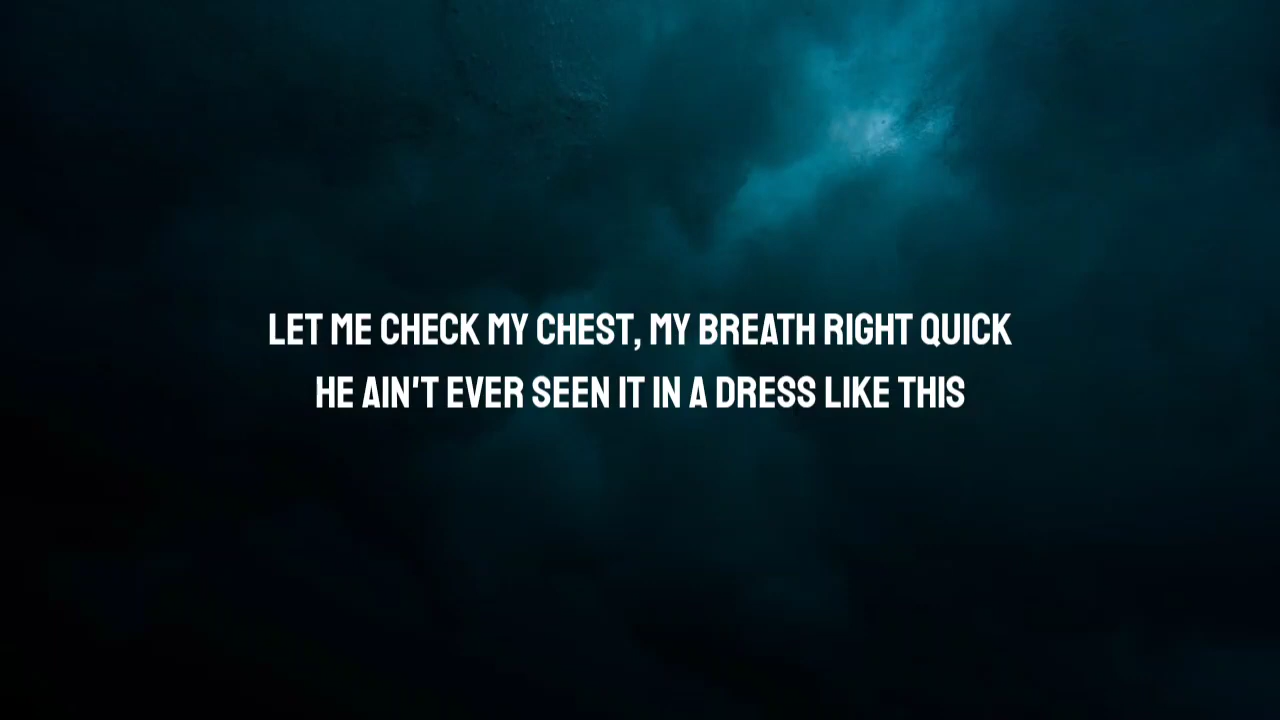 LET ME CHECK MY CHEST, MY BREATH RIGHT QUICK
HE AIN'T EVER SEEN IT IN A DRESS LIKE THIS